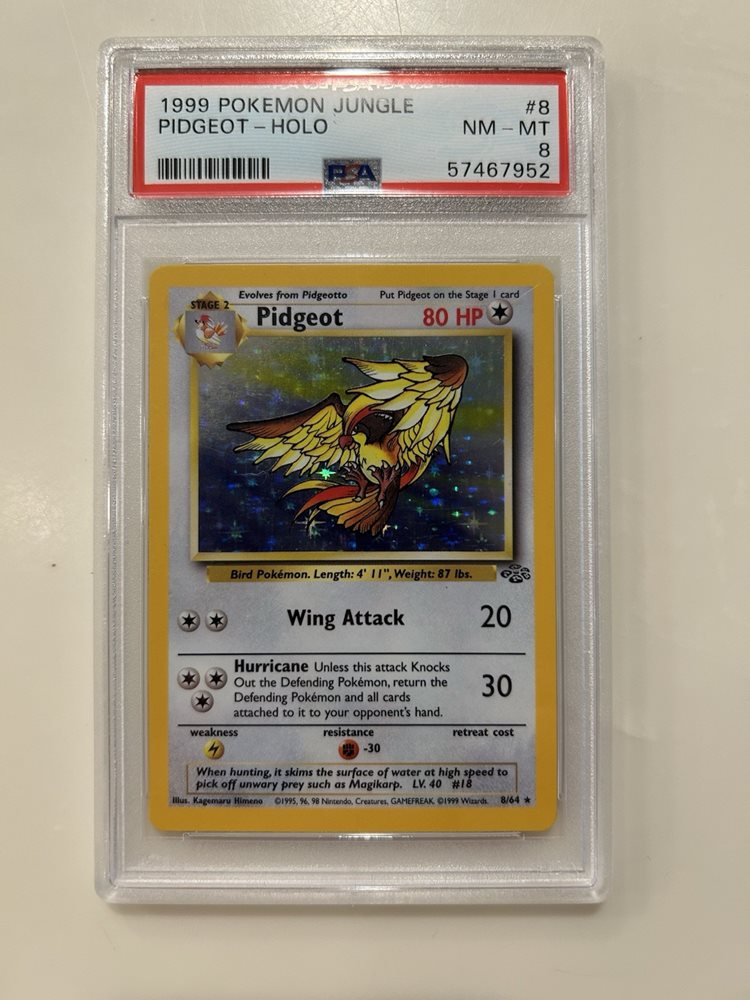 1999 POKEMON JUNGLE #8
PIDGEOT – HOLO NM – MT
8
PSA 57467952
Evolves from Pidgeotto Put Pidgeot on the Stage 1 card
STAGE 2
Pidgeot 80 HP
Bird Pokémon. Length: 4' 11", Weight: 87 lbs.
Wing Attack 20
Hurricane Unless this attack Knocks
Out the Defending Pokémon, return the
Defending Pokémon and all cards
attached to it to your opponent's hand.
30
weakness resistance retreat cost
-30
When hunting, it skims the surface of water at high speed to
pick off unwary prey such as Magikarp. LV. 40 #18
Illus. Kagemaru Himeno ©1995, 96, 98 Nintendo, Creatures, GAMEFREAK. ©1999 Wizards. 8/64 ★